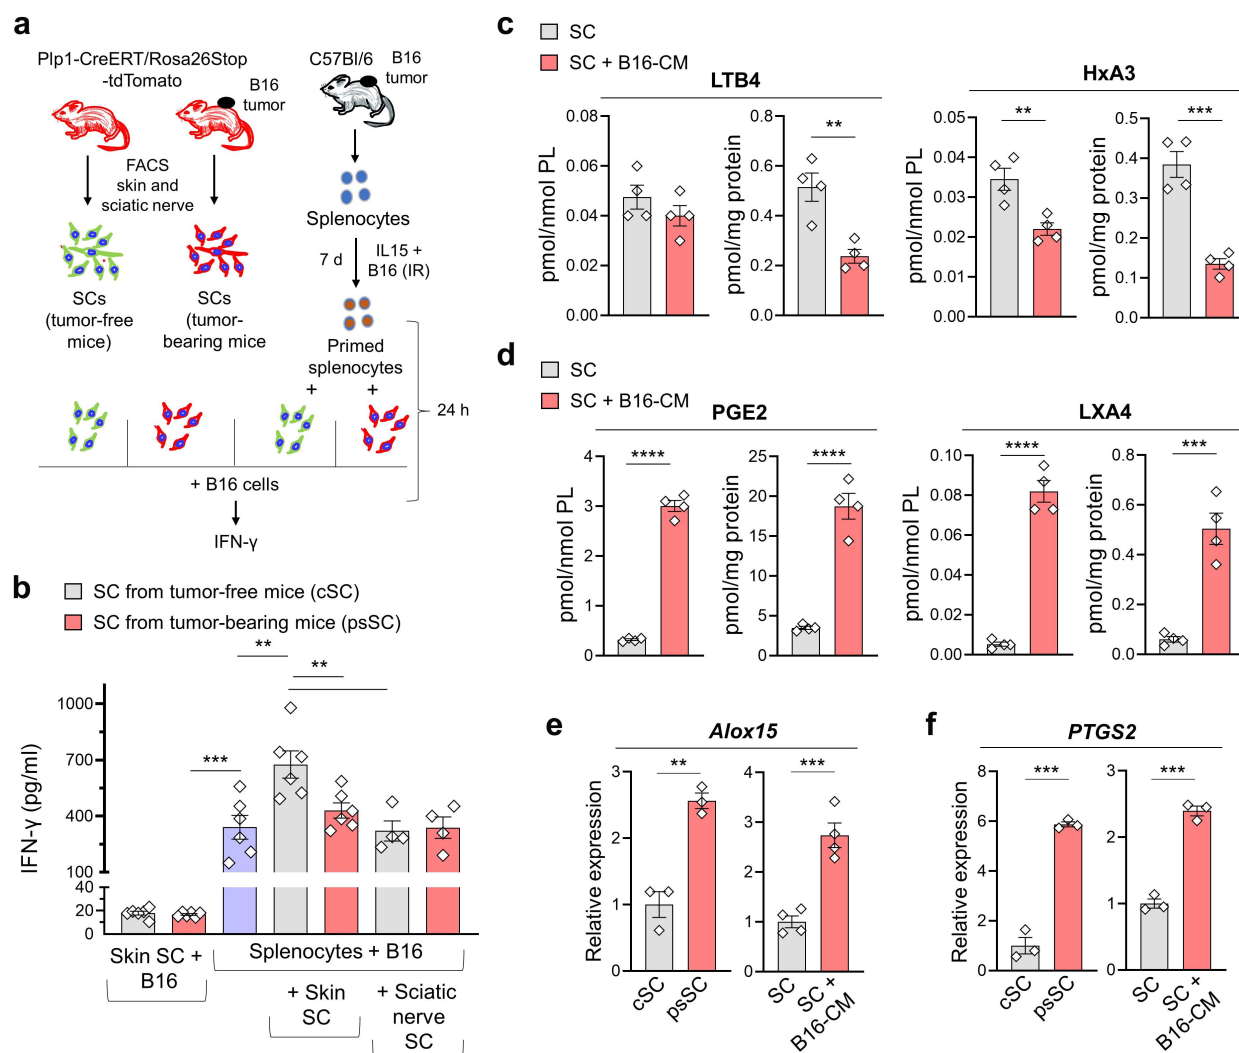 a
Plp1-CreERT/Rosa26Stop
-tdTomato
B16
tumor
C57Bl/6
B16
tumor
FACS
skin and
sciatic nerve
Splenocytes
7 d
IL15 +
B16 (IR)
SCs
(tumor-free
mice)
SCs
(tumor-
bearing mice
Primed
splenocytes
+ +
24 h
+ B16 cells
IFN-γ
b
SC from tumor-free mice (cSC)
SC from tumor-bearing mice (psSC)
IFN-γ (pg/ml)
1000
700
400
100
40
20
0
***
**
**
Skin SC +
B16
Splenocytes + B16
+ Skin
SC
+ Sciatic
nerve
SC
c
SC
SC + B16-CM
LTB4
pmol/nmol PL
0.08
0.06
0.04
0.02
0.00
pmol/mg protein
0.8
0.6
0.4
0.2
0.0
**
HxA3
pmol/nmol PL
0.05
0.04
0.03
0.02
0.01
0.00
**
pmol/mg protein
0.5
0.4
0.3
0.2
0.1
0.0
***
d
SC
SC + B16-CM
PGE2
pmol/nmol PL
4
3
2
1
0
****
pmol/mg protein
25
20
15
10
5
0
****
LXA4
pmol/nmol PL
0.10
0.08
0.06
0.04
0.02
0.00
****
pmol/mg protein
0.8
0.6
0.4
0.2
0.0
***
e
Alox15
Relative expression
3
2
1
0
**
cSC
psSC
4
3
2
1
0
***
SC
SC +
B16-CM
f
PTGS2
Relative expression
8
6
4
2
0
***
cSC
psSC
3
2
1
0
***
SC
SC +
B16-CM